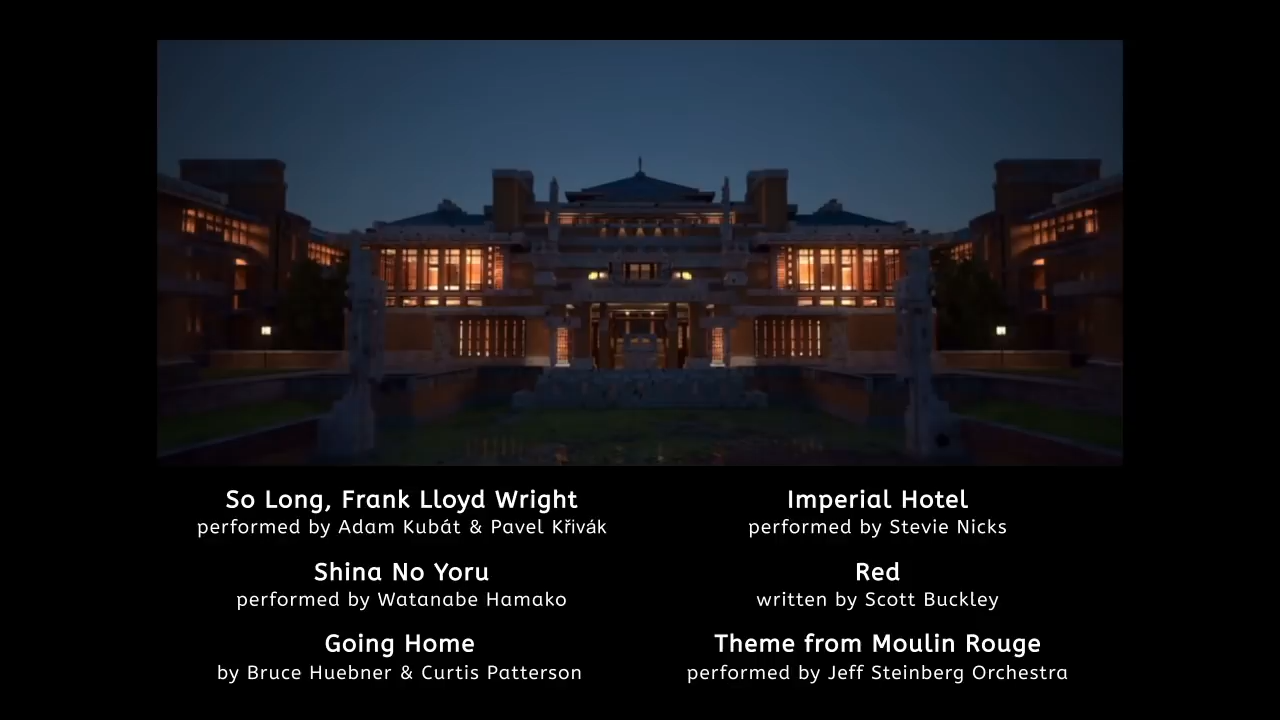 So Long, Frank Lloyd Wright
performed by Adam Kubát & Pavel Křivák
Shina No Yoru
performed by Watanabe Hamako
Going Home
by Bruce Huebner & Curtis Patterson
Imperial Hotel
performed by Stevie Nicks
Red
written by Scott Buckley
Theme from Moulin Rouge
performed by Jeff Steinberg Orchestra